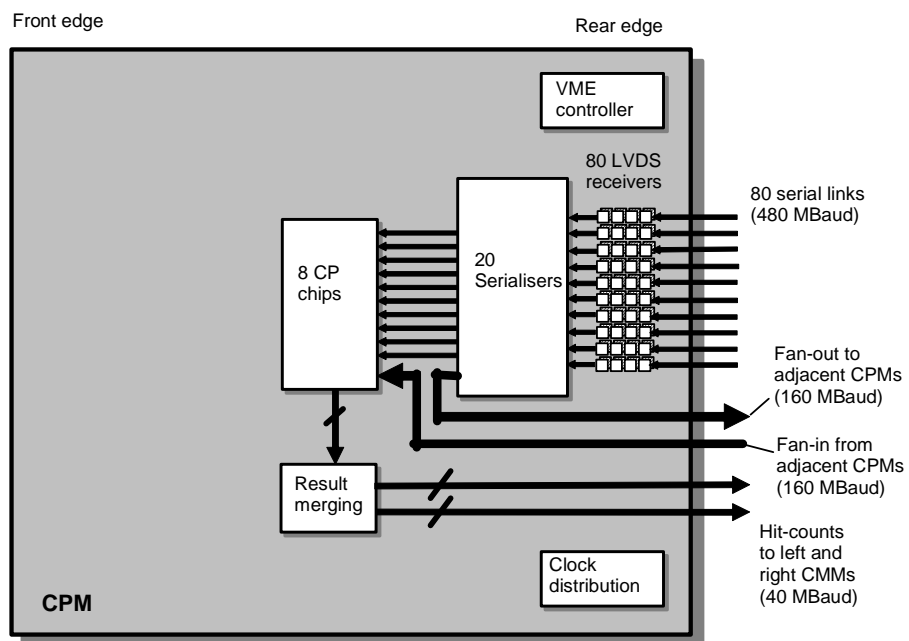 Front edge
Rear edge
VME
controller
80 LVDS
receivers
80 serial links
(480 MBaud)
20
Serialisers
8 CP
chips
Fan-out to
adjacent CPMs
(160 MBaud)
Fan-in from
adjacent CPMs
(160 MBaud)
Result
merging
Hit-counts
to left and
right CMMs
(40 MBaud)
Clock
distribution
CPM